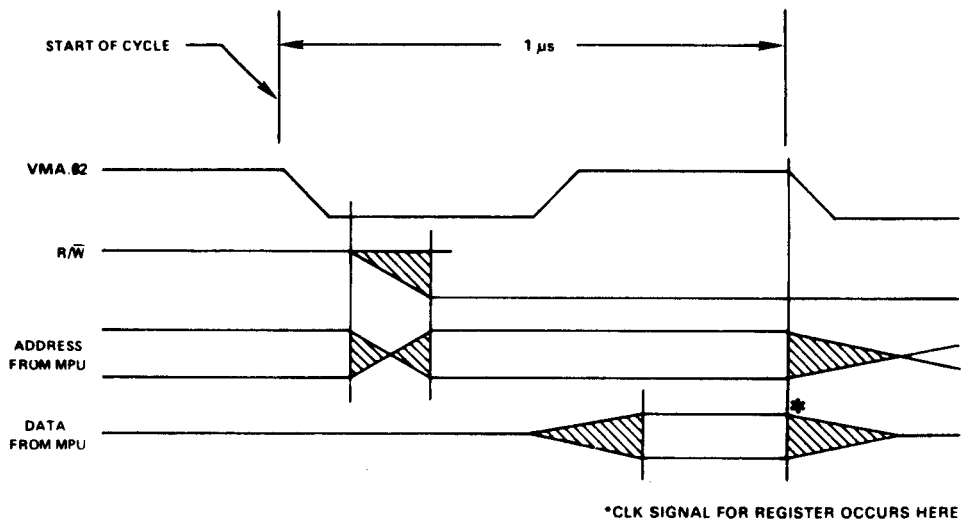 START OF CYCLE
1 μs
VMA.ϕ2
R/W̅
ADDRESS
FROM MPU
DATA
FROM MPU
*
*CLK SIGNAL FOR REGISTER OCCURS HERE